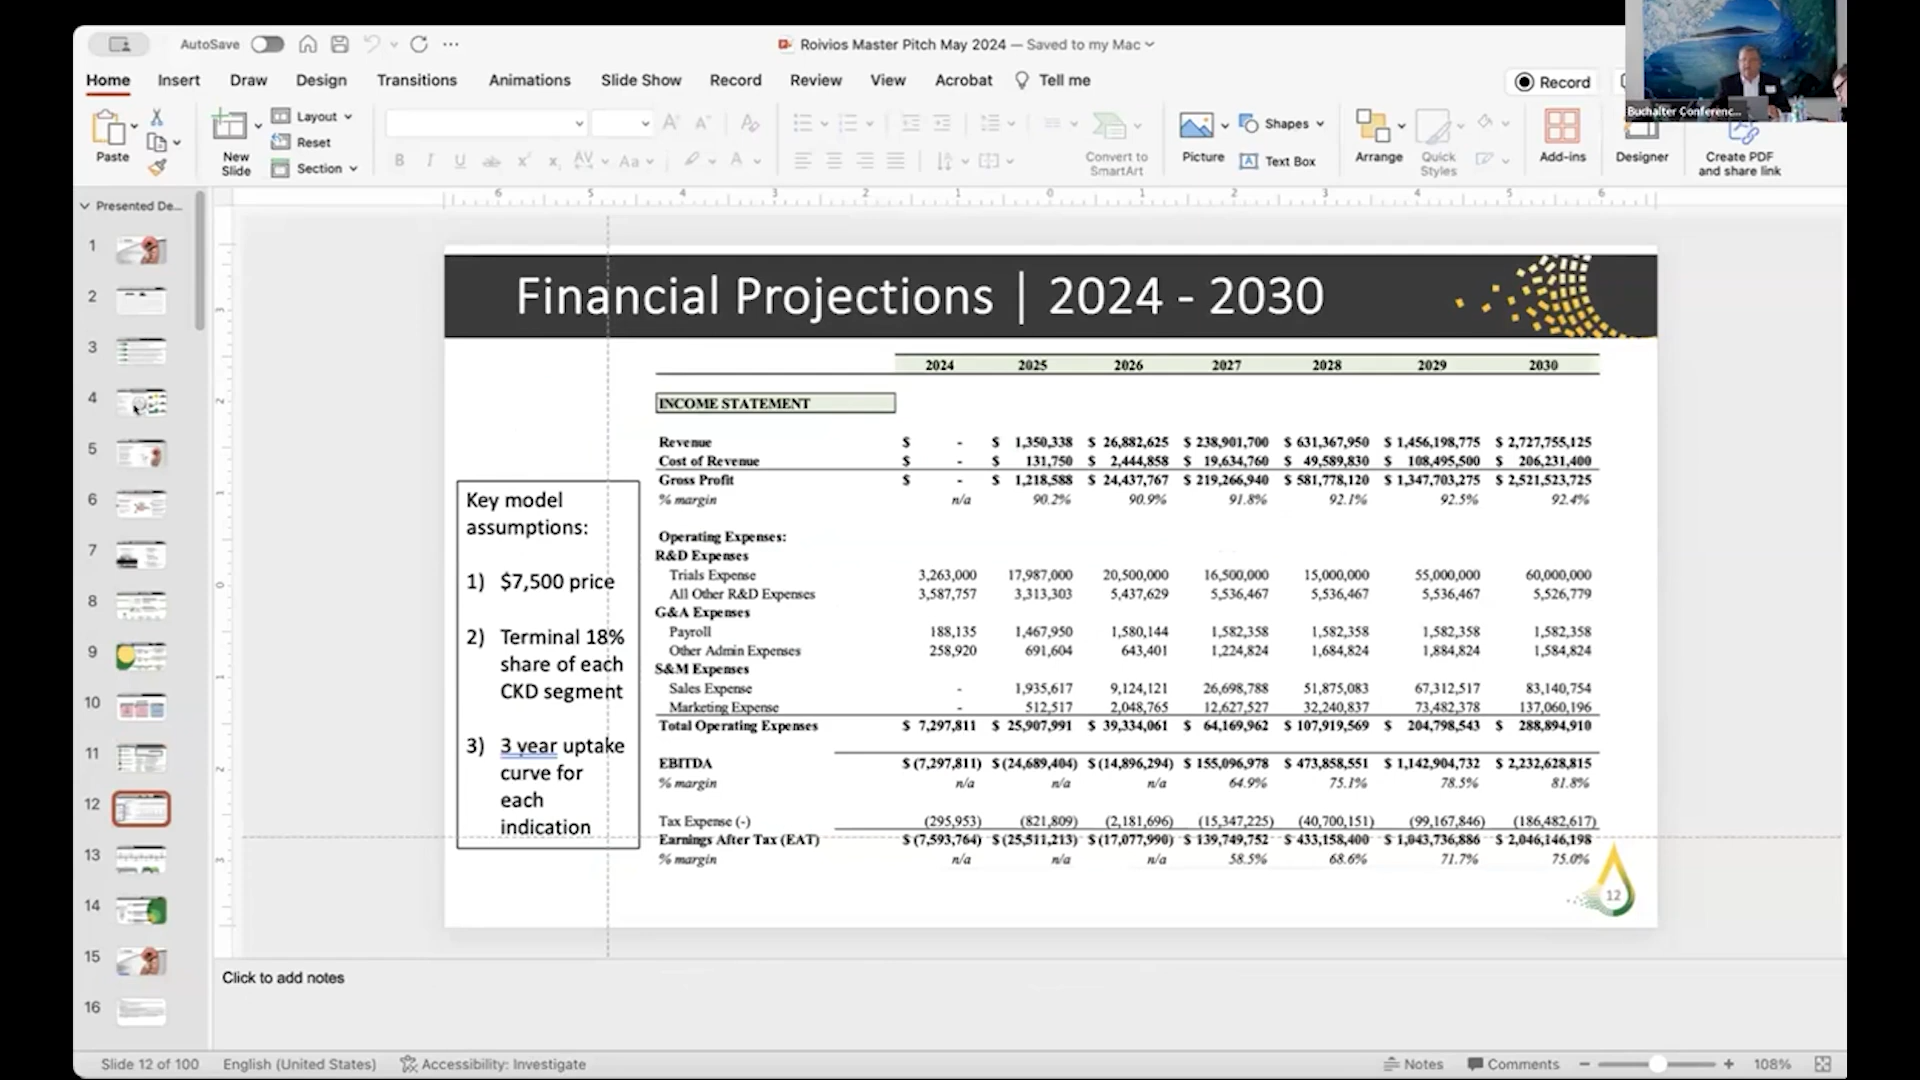 AutoSave
Roivios Master Pitch May 2024 — Saved to my Mac
Home Insert Draw Design Transitions Animations Slide Show Record Review View Acrobat Tell me
Record
Buchalter Conferenc...
Paste
New Slide
Layout
Reset
Section
Convert to SmartArt
Picture
Shapes
Text Box
Arrange
Quick Styles
Add-ins
Designer
Create PDF and share link
Presented De...
1
2
3
4
5
6
7
8
9
10
11
12
13
14
15
16
Financial Projections | 2024 - 2030
Key model
assumptions:
1) $7,500 price
2) Terminal 18%
share of each
CKD segment
3) 3 year uptake
curve for
each
indication
2024 2025 2026 2027 2028 2029 2030
INCOME STATEMENT
Revenue $ - $ 1,350,338 $ 26,882,625 $ 238,901,700 $ 631,367,950 $ 1,456,198,775 $ 2,727,755,125
Cost of Revenue $ - $ 131,750 $ 2,444,858 $ 19,634,760 $ 49,589,830 $ 108,495,500 $ 206,231,400
Gross Profit $ - $ 1,218,588 $ 24,437,767 $ 219,266,940 $ 581,778,120 $ 1,347,703,275 $ 2,521,523,725
% margin n/a 90.2% 90.9% 91.8% 92.1% 92.5% 92.4%
Operating Expenses:
R&D Expenses
Trials Expense 3,263,000 17,987,000 20,500,000 16,500,000 15,000,000 55,000,000 60,000,000
All Other R&D Expenses 3,587,757 3,313,303 5,437,629 5,536,467 5,536,467 5,536,467 5,526,779
G&A Expenses
Payroll 188,135 1,467,950 1,580,144 1,582,358 1,582,358 1,582,358 1,582,358
Other Admin Expenses 258,920 691,604 643,401 1,224,824 1,684,824 1,884,824 1,584,824
S&M Expenses
Sales Expense - 1,935,617 9,124,121 26,698,788 51,875,083 67,312,517 83,140,754
Marketing Expense - 512,517 2,048,765 12,627,527 32,240,837 73,482,378 137,060,196
Total Operating Expenses $ 7,297,811 $ 25,907,991 $ 39,334,061 $ 64,169,962 $ 107,919,569 $ 204,798,543 $ 288,894,910
EBITDA $ (7,297,811) $ (24,689,404) $ (14,896,294) $ 155,096,978 $ 473,858,551 $ 1,142,904,732 $ 2,232,628,815
% margin n/a n/a n/a 64.9% 75.1% 78.5% 81.8%
Tax Expense (-) (295,953) (821,809) (2,181,696) (15,347,225) (40,700,151) (99,167,846) (186,482,617)
Earnings After Tax (EAT) $ (7,593,764) $ (25,511,213) $ (17,077,990) $ 139,749,752 $ 433,158,400 $ 1,043,736,886 $ 2,046,146,198
% margin n/a n/a n/a 58.5% 68.6% 71.7% 75.0%
12
Click to add notes
Slide 12 of 100 English (United States) Accessibility: Investigate Notes Comments 108%